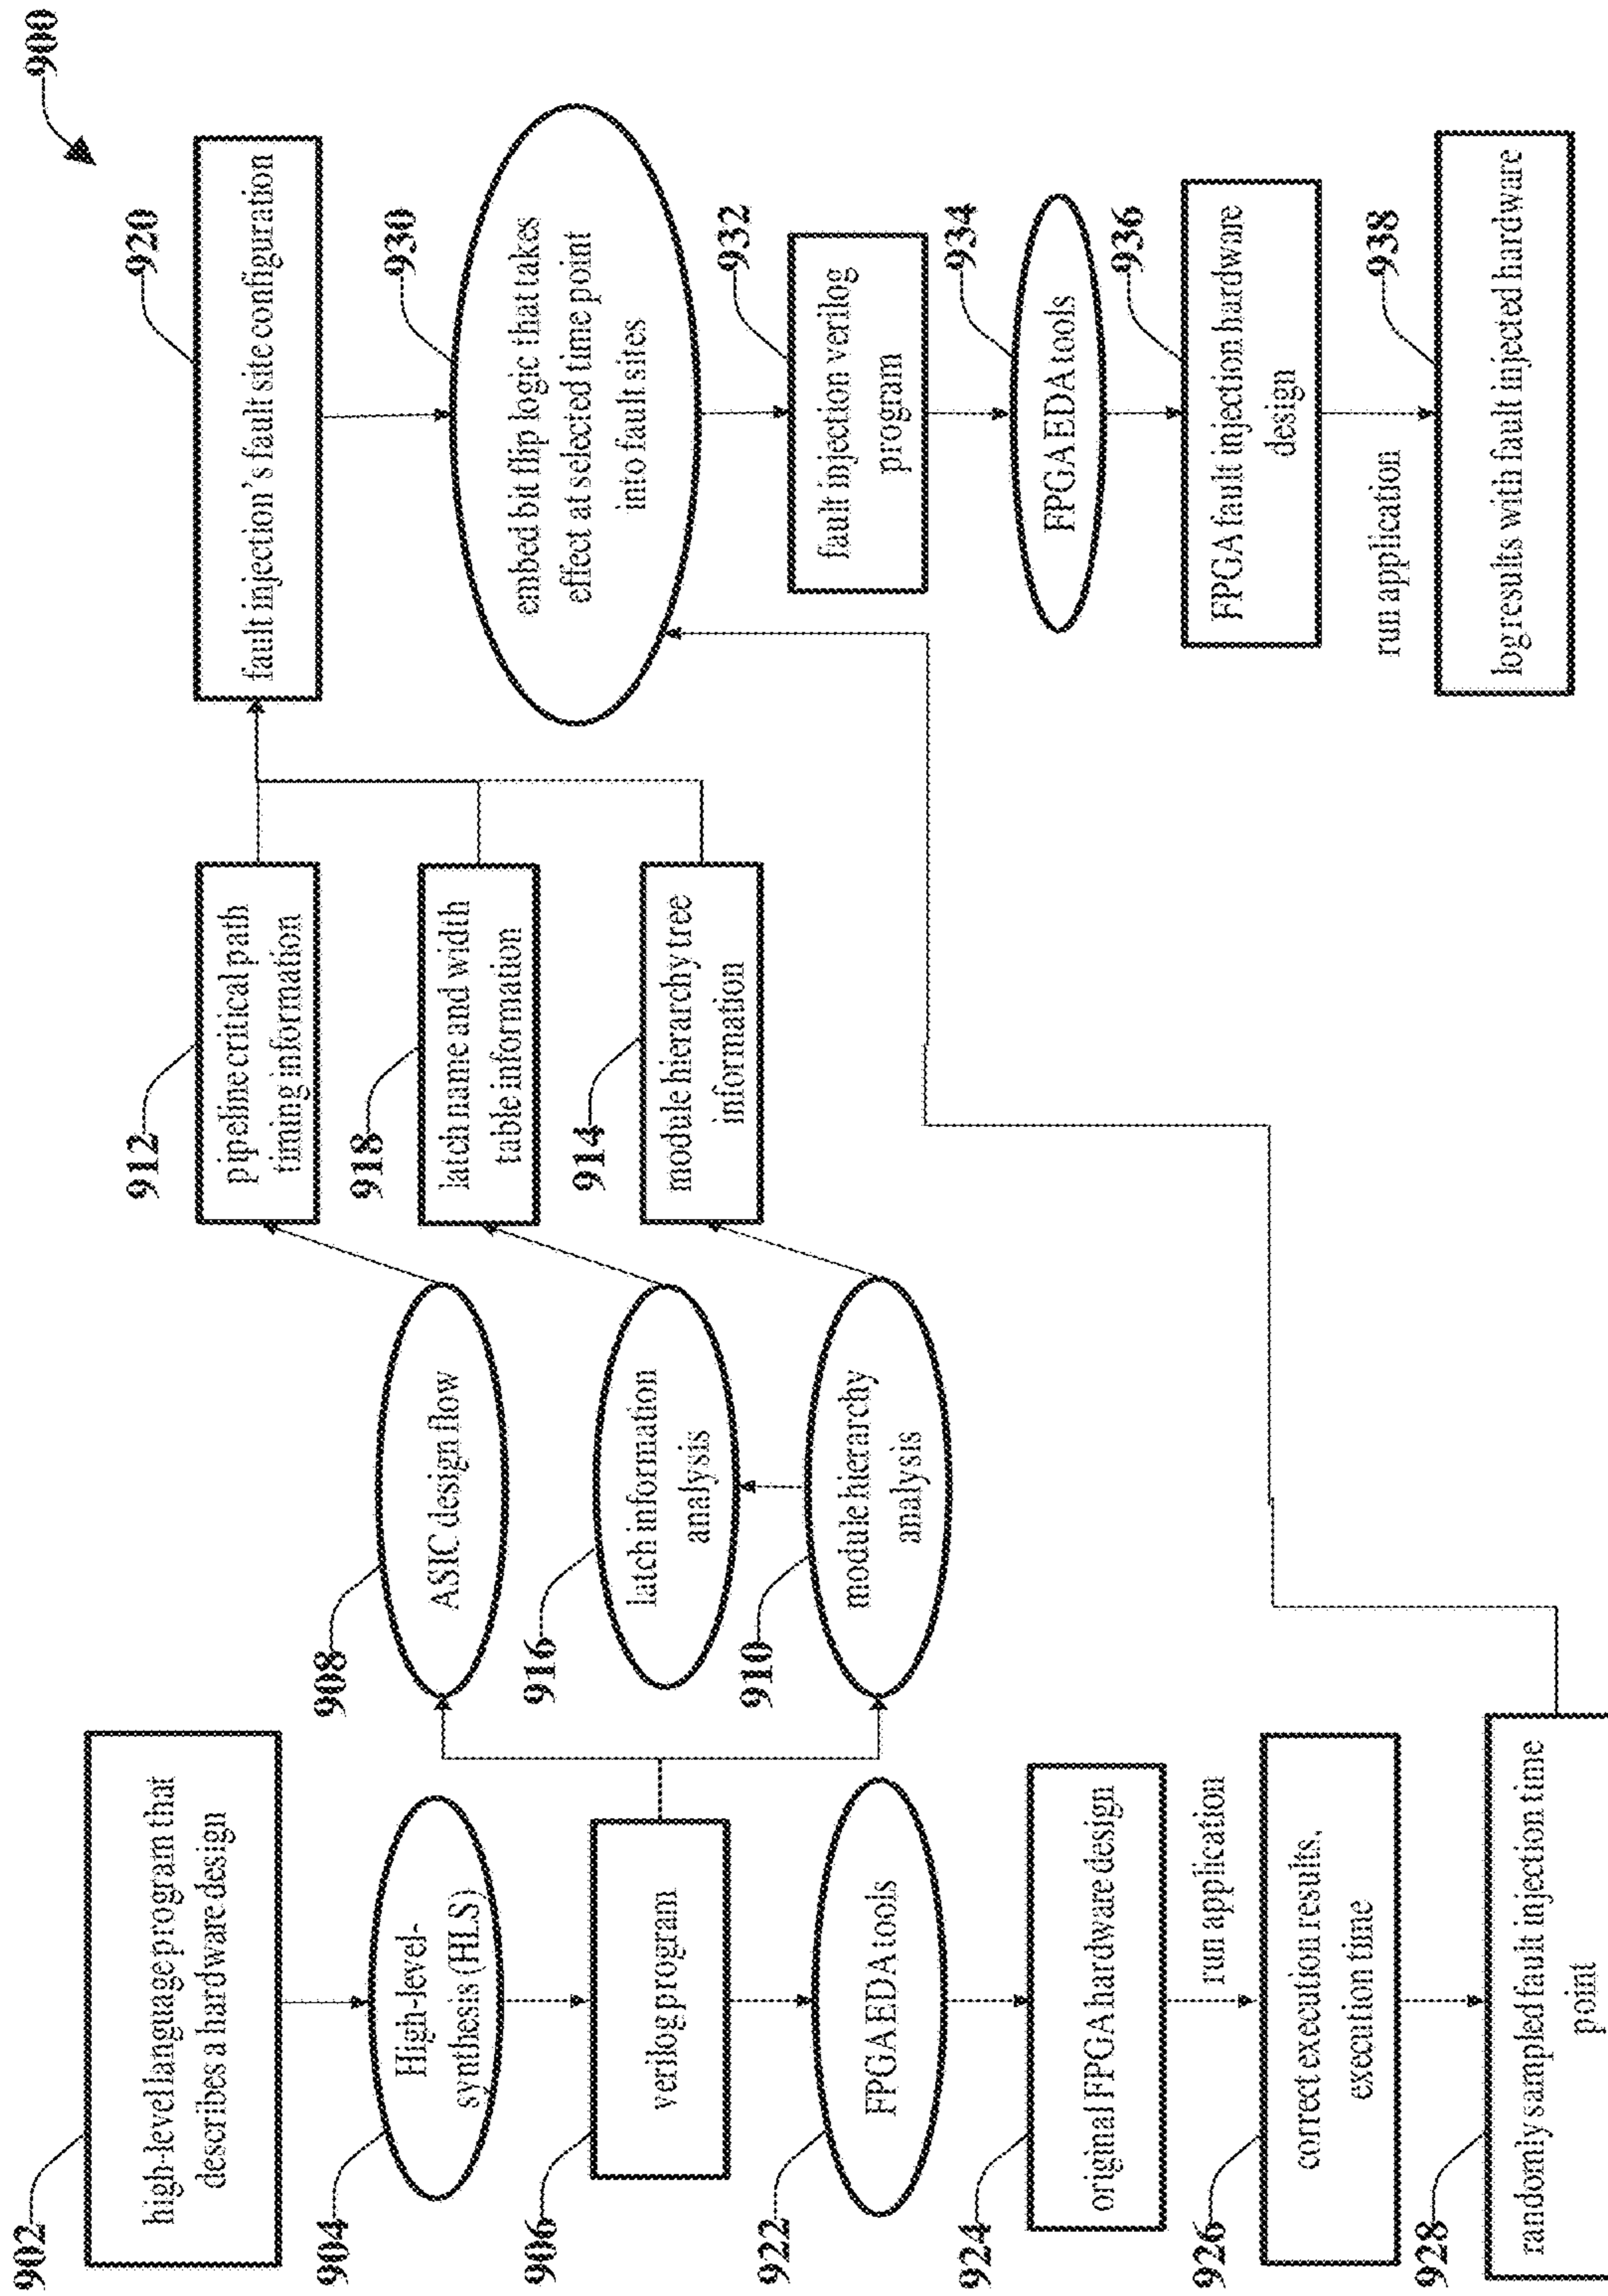 900
902
high-level language program that
describes a hardware design
904
High-level-
synthesis (HLS)
906
verilog program
922
FPGA EDA tools
924
original FPGA hardware design
run application
926
correct execution results,
execution time
928
randomly sampled fault injection time
point
908
ASIC design flow
916
latch information
analysis
910
module hierarchy
analysis
912
pipeline critical path
timing information
918
latch name and width
table information
914
module hierarchy tree
information
920
fault injection's fault site configuration
930
embed bit flip logic that takes
effect at selected time point
into fault sites
932
fault injection verilog
program
934
FPGA EDA tools
936
FPGA fault injection hardware
design
run application
938
log results with fault injected hardware